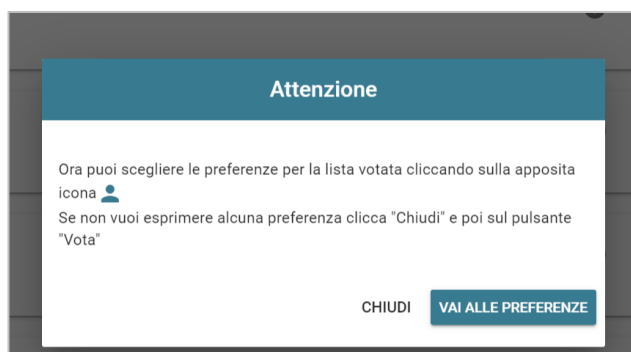 Attenzione
Ora puoi scegliere le preferenze per la lista votata cliccando sulla apposita
icona
Se non vuoi esprimere alcuna preferenza clicca "Chiudi" e poi sul pulsante
"Vota"
CHIUDI VAI ALLE PREFERENZE